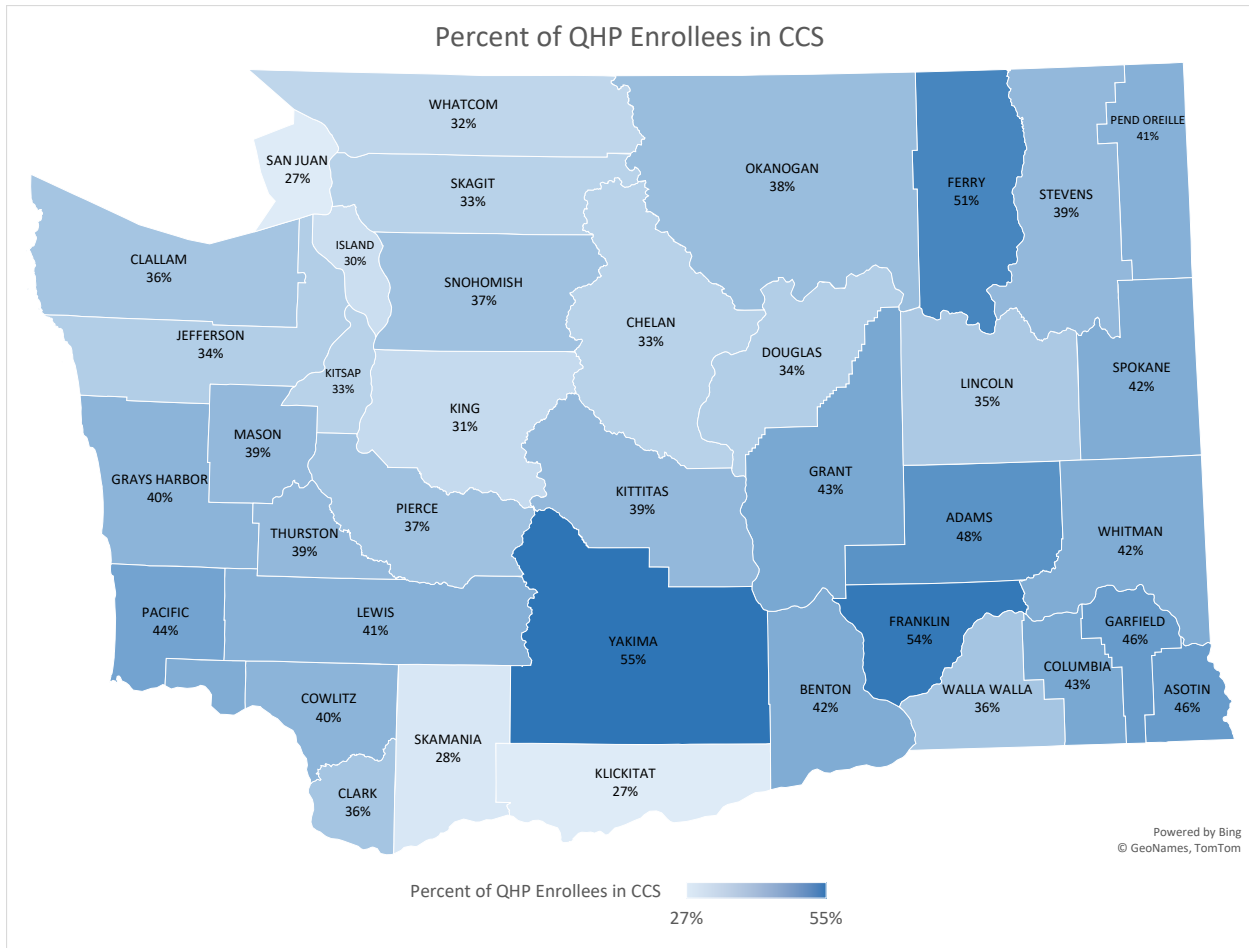 Percent of QHP Enrollees in CCS
WHATCOM
32%
SAN JUAN
27%
SKAGIT
33%
OKANOGAN
38%
FERRY
51%
STEVENS
39%
PEND OREILLE
41%
CLALLAM
36%
ISLAND
30%
SNOHOMISH
37%
CHELAN
33%
JEFFERSON
34%
KITSAP
33%
DOUGLAS
34%
LINCOLN
35%
SPOKANE
42%
KING
31%
MASON
39%
GRAYS HARBOR
40%
KITTITAS
39%
GRANT
43%
PIERCE
37%
THURSTON
39%
ADAMS
48%
WHITMAN
42%
PACIFIC
44%
LEWIS
41%
YAKIMA
55%
FRANKLIN
54%
GARFIELD
46%
COLUMBIA
43%
ASOTIN
46%
WALLA WALLA
36%
BENTON
42%
COWLITZ
40%
SKAMANIA
28%
KLICKITAT
27%
CLARK
36%
Powered by Bing
© GeoNames, TomTom
Percent of QHP Enrollees in CCS
27% 55%